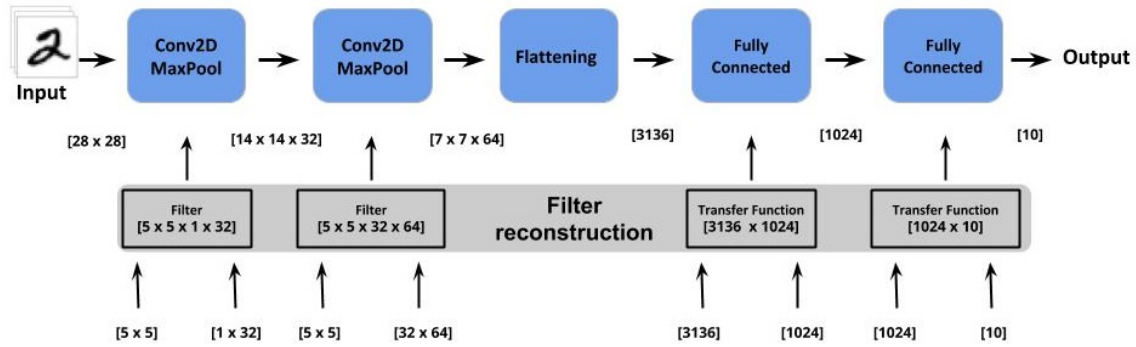 Input
Conv2D
MaxPool
Conv2D
MaxPool
Flattening
Fully
Connected
Fully
Connected
Output
[28 x 28]
[14 x 14 x 32]
[7 x 7 x 64]
[3136]
[1024]
[10]
Filter
[5 x 5 x 1 x 32]
Filter
[5 x 5 x 32 x 64]
Filter
reconstruction
Transfer Function
[3136 x 1024]
Transfer Function
[1024 x 10]
[5 x 5]
[1 x 32]
[5 x 5]
[32 x 64]
[3136]
[1024]
[1024]
[10]
2